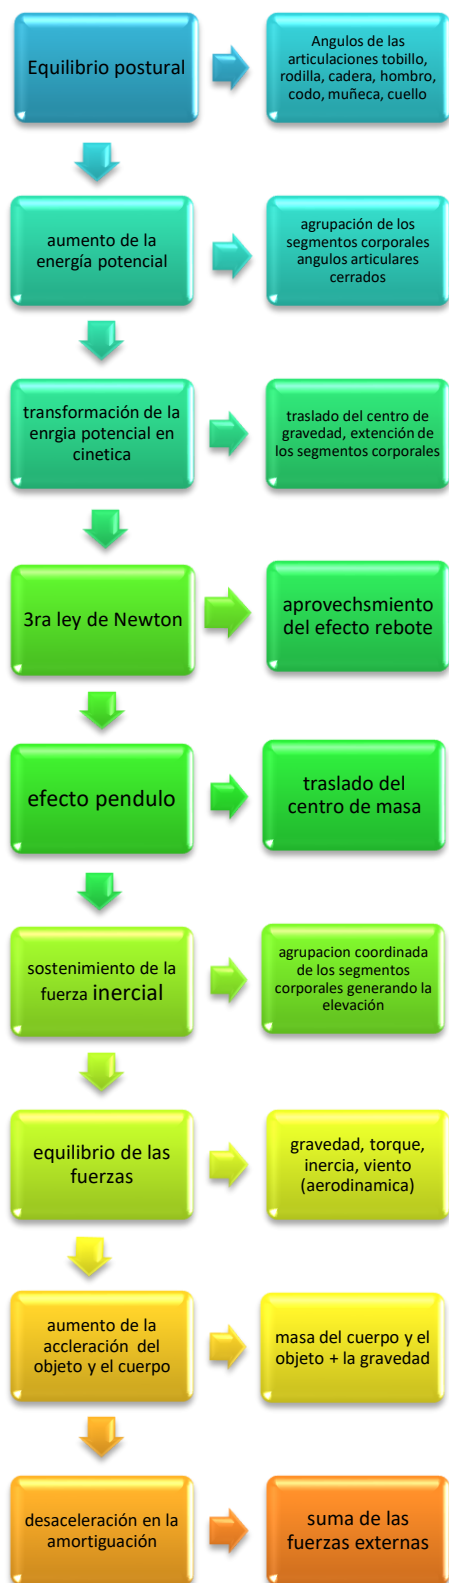 Equilibrio postural
Angulos de las
articulaciones tobillo,
rodilla, cadera, hombro,
codo, muñeca, cuello
aumento de la
energía potencial
agrupación de los
segmentos corporales
angulos articulares
cerrados
transformación de la
enrgia potencial en
cinetica
traslado del centro de
gravedad, extención de
los segmentos corporales
3ra ley de Newton
aprovechsmiento
del efecto rebote
efecto pendulo
traslado del
centro de masa
sostenimiento de la
fuerza inercial
agrupacion coordinada
de los segmentos
corporales generando la
elevación
equilibrio de las
fuerzas
gravedad, torque,
inercia, viento
(aerodinamica)
aumento de la
accleración del
objeto y el cuerpo
masa del cuerpo y el
objeto + la gravedad
desaceleración en la
amortiguación
suma de las
fuerzas externas